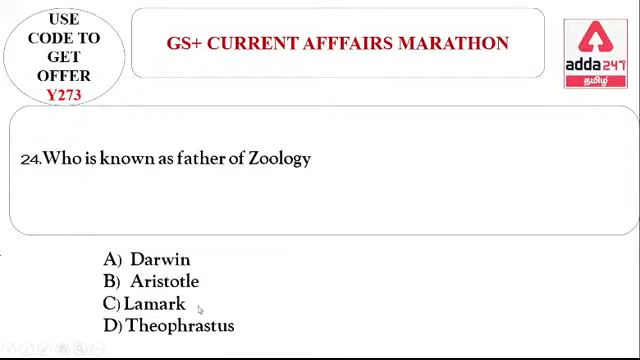 USE
CODE TO
GET
OFFER
Y273
GS+ CURRENT AFFFAIRS MARATHON
adda247
தமிழ்
24.Who is known as father of Zoology
A) Darwin
B) Aristotle
C) Lamark
D) Theophrastus